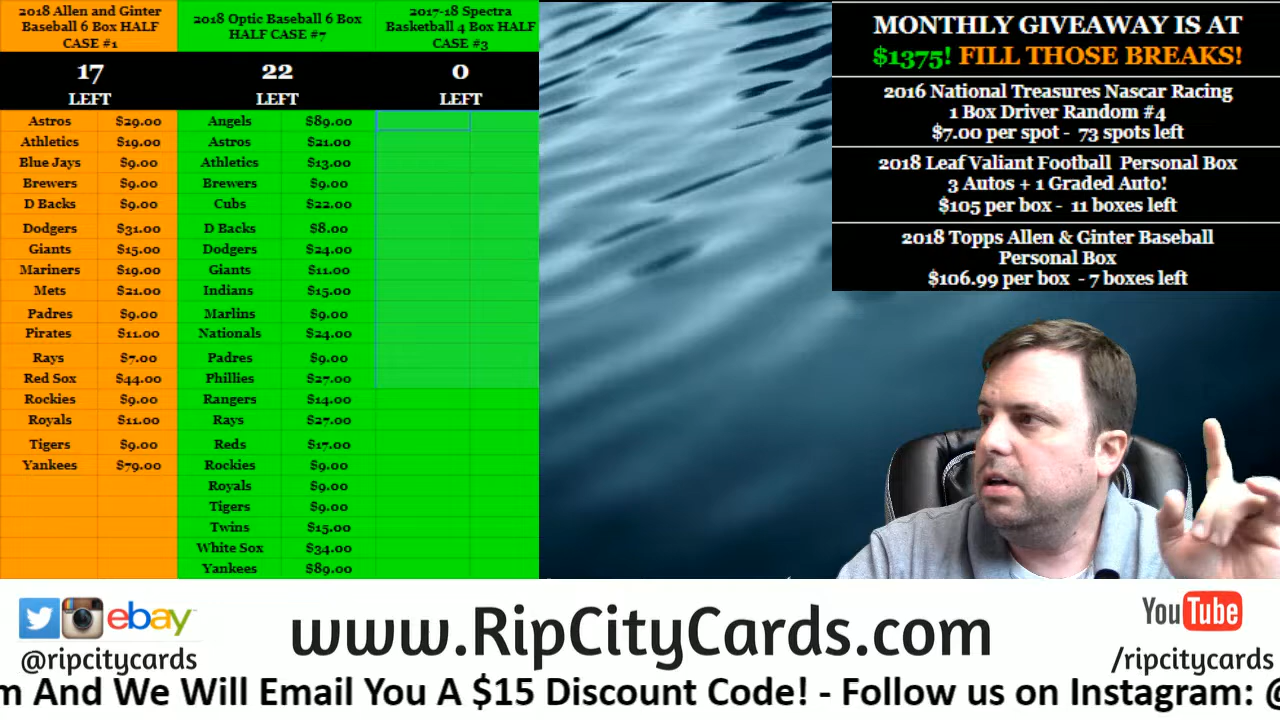 2018 Allen and Ginter
Baseball 6 Box HALF
CASE #1
17
LEFT
Astros $29.00
Athletics $19.00
Blue Jays $9.00
Brewers $9.00
D Backs $9.00
Dodgers $31.00
Giants $15.00
Mariners $19.00
Mets $21.00
Padres $9.00
Pirates $11.00
Rays $7.00
Red Sox $44.00
Rockies $9.00
Royals $11.00
Tigers $9.00
Yankees $79.00
2018 Optic Baseball 6 Box
HALF CASE #7
22
LEFT
Angels $89.00
Astros $21.00
Athletics $13.00
Brewers $9.00
Cubs $22.00
D Backs $8.00
Dodgers $24.00
Giants $11.00
Indians $15.00
Marlins $9.00
Nationals $24.00
Padres $9.00
Phillies $27.00
Rangers $14.00
Rays $27.00
Reds $17.00
Rockies $9.00
Royals $9.00
Tigers $9.00
Twins $15.00
White Sox $34.00
Yankees $89.00
2017-18 Spectra
Basketball 4 Box HALF
CASE #3
0
LEFT
MONTHLY GIVEAWAY IS AT
$1375! FILL THOSE BREAKS!
2016 National Treasures Nascar Racing
1 Box Driver Random #4
$7.00 per spot - 73 spots left
2018 Leaf Valiant Football Personal Box
3 Autos + 1 Graded Auto!
$105 per box - 11 boxes left
2018 Topps Allen & Ginter Baseball
Personal Box
$106.99 per box - 7 boxes left
ebay
@ripcitycards
www.RipCityCards.com
YouTube
/ripcitycards
m And We Will Email You A $15 Discount Code! - Follow us on Instagram: @